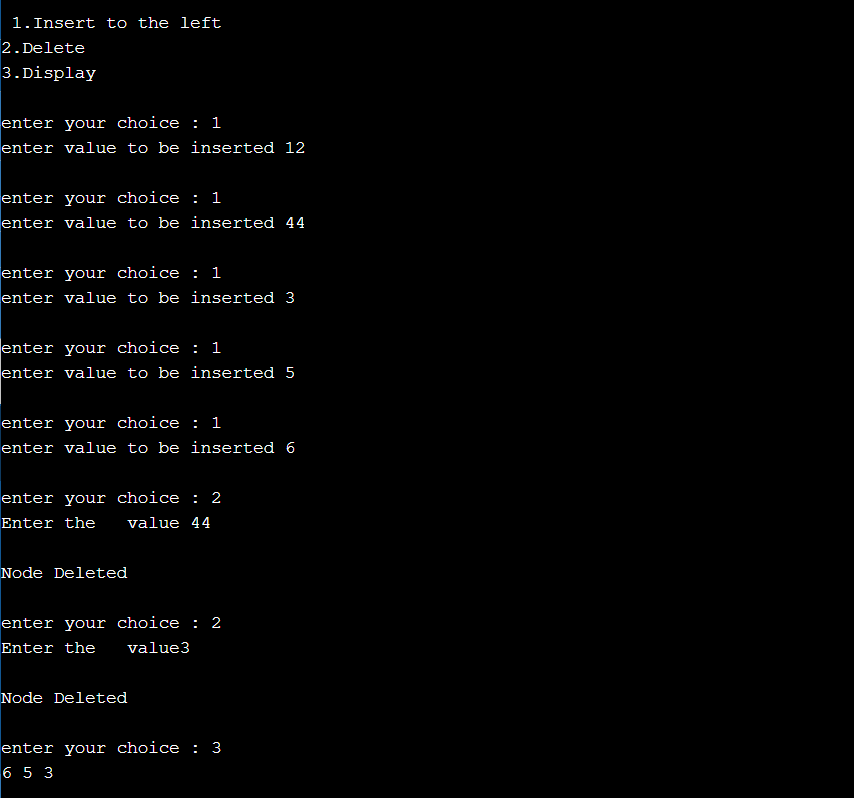 1.Insert to the left
2.Delete
3.Display
enter your choice : 1
enter value to be inserted 12
enter your choice : 1
enter value to be inserted 44
enter your choice : 1
enter value to be inserted 3
enter your choice : 1
enter value to be inserted 5
enter your choice : 1
enter value to be inserted 6
enter your choice : 2
Enter the   value 44
Node Deleted
enter your choice : 2
Enter the   value3
Node Deleted
enter your choice : 3
6 5 3